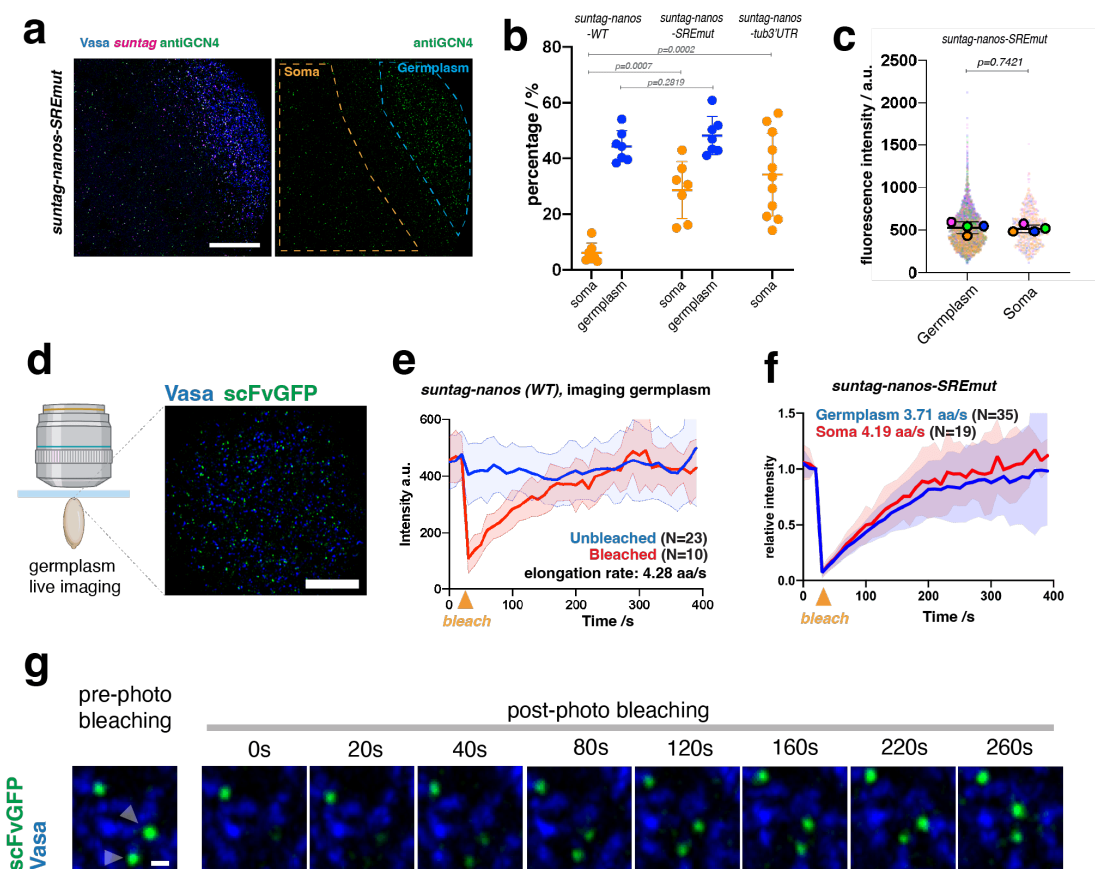 a
Vasa suntag antiGCN4
antiGCN4
suntag-nanos-SREmut
Soma
Germplasm
b
suntag-nanos
-WT
suntag-nanos
-SREmut
suntag-nanos
-tub3'UTR
percentage / %
80
60
40
20
0
p=0.0002
p=0.0007
p=0.2819
soma
germplasm
soma
germplasm
soma
c
suntag-nanos-SREmut
p=0.7421
fluorescence intensity / a.u.
2500
2000
1500
1000
500
0
Germplasm
Soma
d
Vasa scFvGFP
germplasm
live imaging
e
suntag-nanos (WT), imaging germplasm
Intensity a.u.
600
400
200
0
Unbleached (N=23)
Bleached (N=10)
elongation rate: 4.28 aa/s
0 100 200 300 400
bleach
Time /s
f
suntag-nanos-SREmut
Germplasm 3.71 aa/s (N=35)
Soma 4.19 aa/s (N=19)
relative intensity
1.5
1.0
0.5
0.0
0 100 200 300 400
bleach
Time /s
g
pre-photo
bleaching
post-photo bleaching
0s 20s 40s 80s 120s 160s 220s 260s
scFvGFP
Vasa